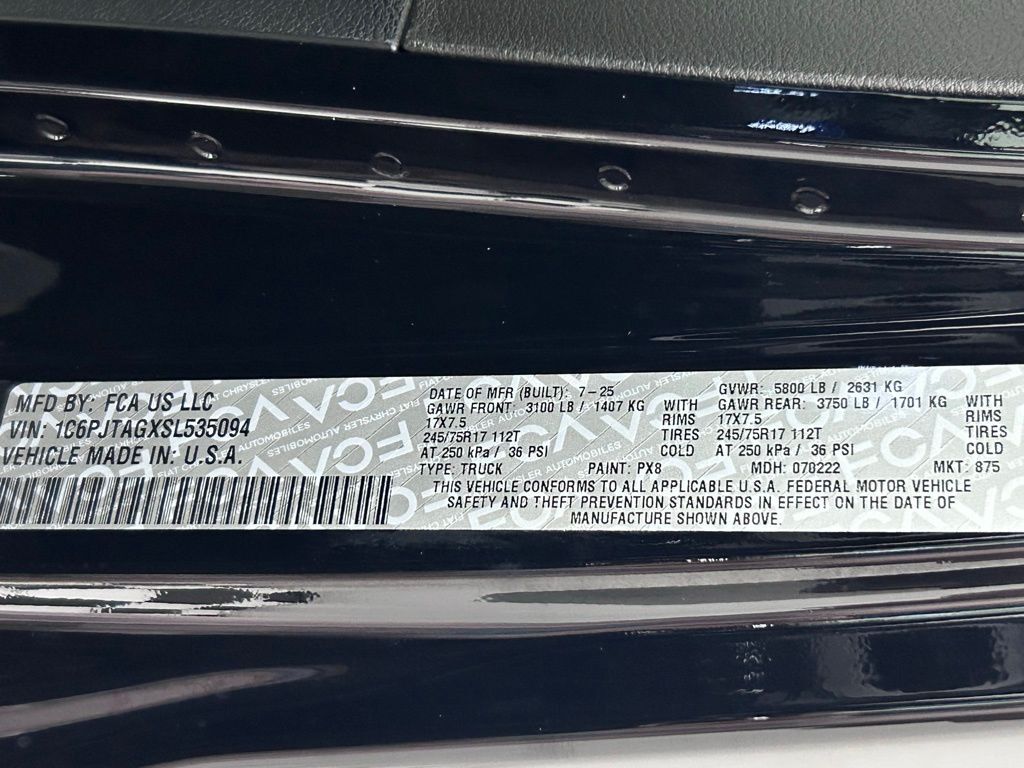 MFD BY: FCA US LLC
VIN: 1C6PJTAGXSL535094
VEHICLE MADE IN: U.S.A.
DATE OF MFR (BUILT): 7-25
GAWR FRONT: 3100 LB / 1407 KG WITH
17X7.5 RIMS
245/75R17 112T TIRES
AT 250 kPa / 36 PSI COLD
TYPE: TRUCK PAINT: PX8
GVWR: 5800 LB / 2631 KG
GAWR REAR: 3750 LB / 1701 KG WITH
17X7.5 RIMS
245/75R17 112T TIRES
AT 250 kPa / 36 PSI COLD
MDH: 070222 MKT: 875
THIS VEHICLE CONFORMS TO ALL APPLICABLE U.S.A. FEDERAL MOTOR VEHICLE
SAFETY AND THEFT PREVENTION STANDARDS IN EFFECT ON THE DATE OF
MANUFACTURE SHOWN ABOVE.